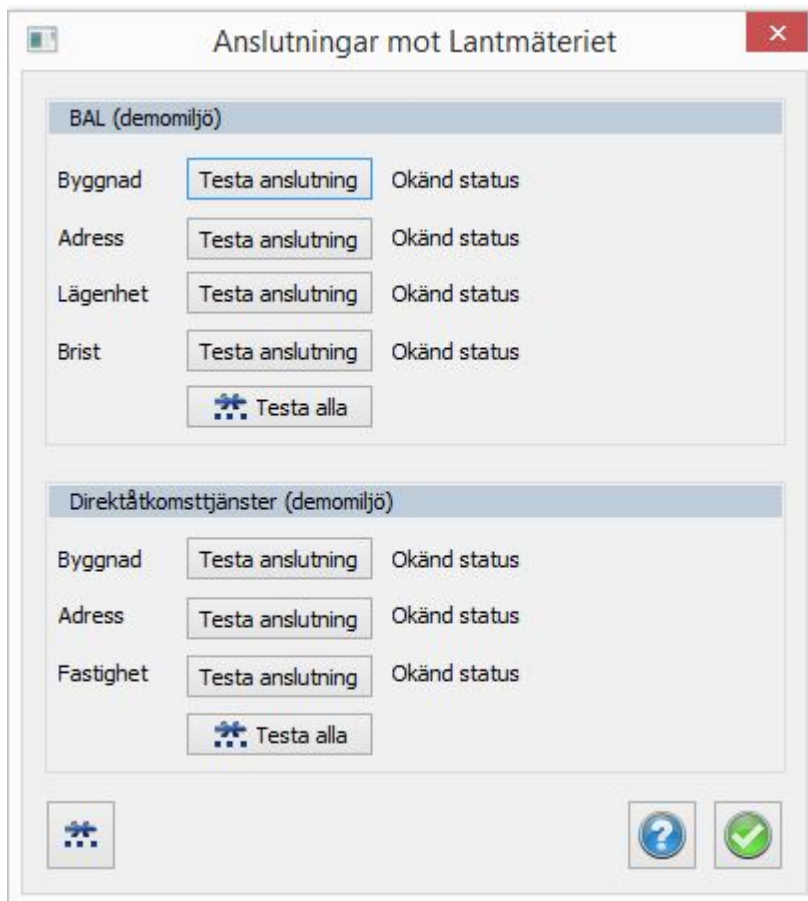 Anslutningar mot Lantmäteriet
BAL (demomiljö)
Byggnad Testa anslutning Okänd status
Adress Testa anslutning Okänd status
Lägenhet Testa anslutning Okänd status
Brist Testa anslutning Okänd status
Testa alla
Direktåtkomsttjänster (demomiljö)
Byggnad Testa anslutning Okänd status
Adress Testa anslutning Okänd status
Fastighet Testa anslutning Okänd status
Testa alla